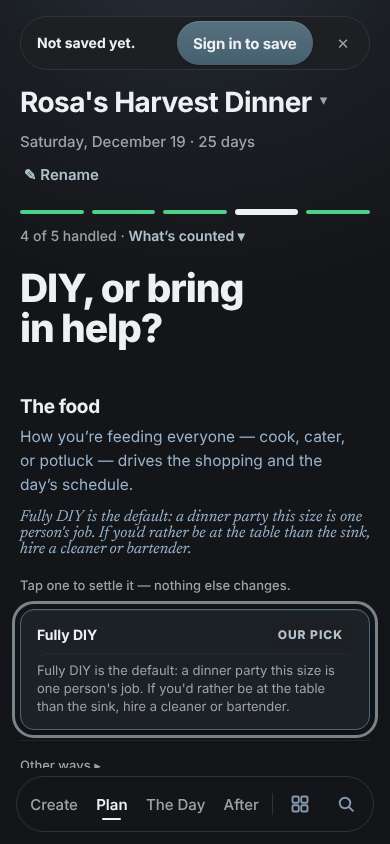 Not saved yet.
Sign in to save
×
Rosa's Harvest Dinner ▾
Saturday, December 19 · 25 days
✎ Rename
4 of 5 handled · What's counted ▾
DIY, or bring
in help?
The food
How you're feeding everyone — cook, cater,
or potluck — drives the shopping and the
day's schedule.
Fully DIY is the default: a dinner party this size is one
person's job. If you'd rather be at the table than the sink,
hire a cleaner or bartender.
Tap one to settle it — nothing else changes.
Fully DIY
OUR PICK
Fully DIY is the default: a dinner party this size is
one person's job. If you'd rather be at the table
than the sink, hire a cleaner or bartender.
Other ways ▸
Create
Plan
The Day
After